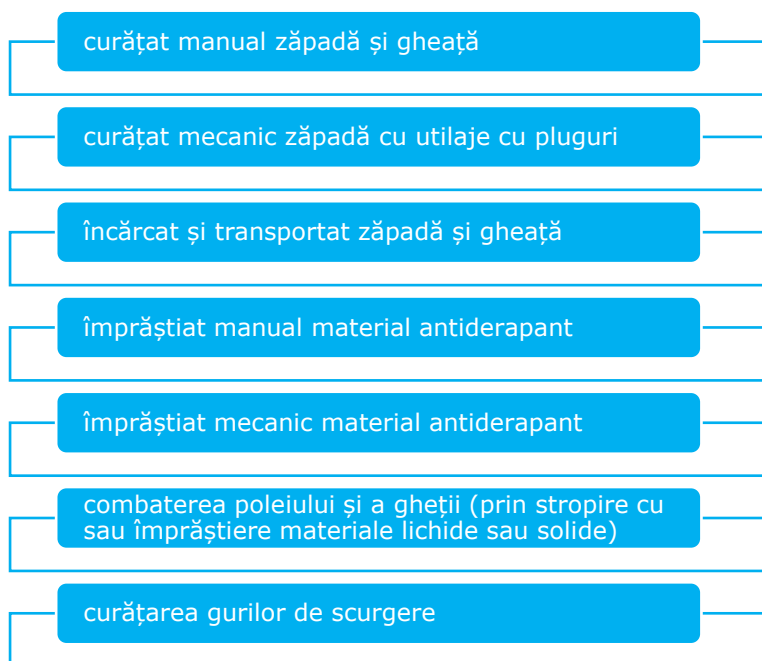 curățat manual zăpadă și gheață
curățat mecanic zăpadă cu utilaje cu pluguri
încărcat și transportat zăpadă și gheață
împrăștiat manual material antiderapant
împrăștiat mecanic material antiderapant
combaterea poleiului și a gheții (prin stropire cu
sau împrăștiere materiale lichide sau solide)
curățarea gurilor de scurgere